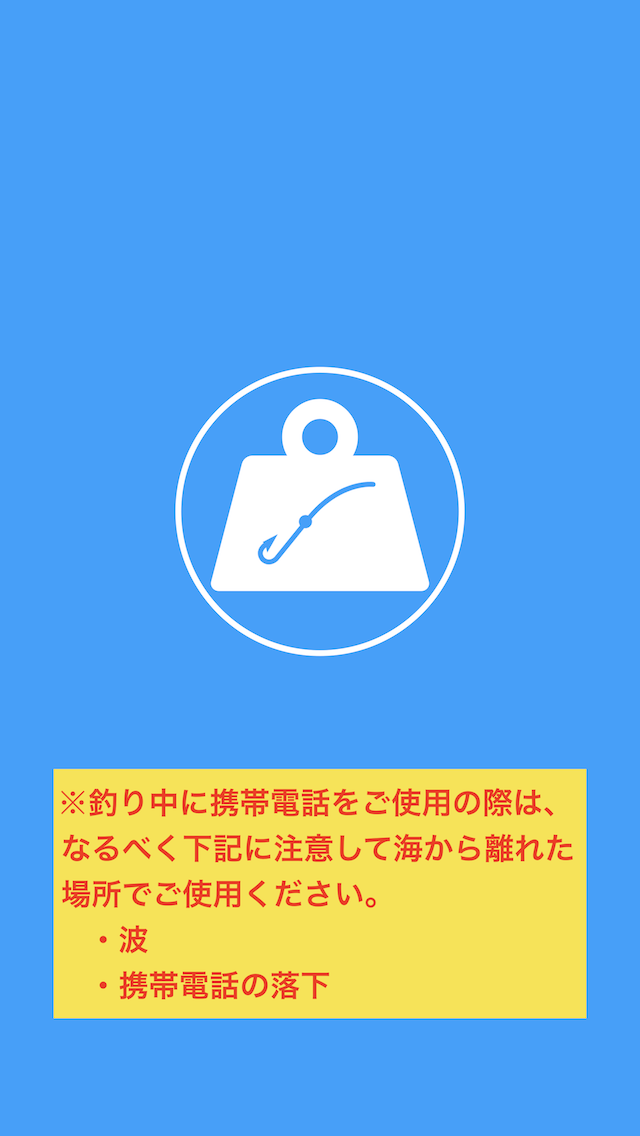 ※釣り中に携帯電話をご使用の際は、
なるべく下記に注意して海から離れた
場所でご使用ください。
・波
・携帯電話の落下